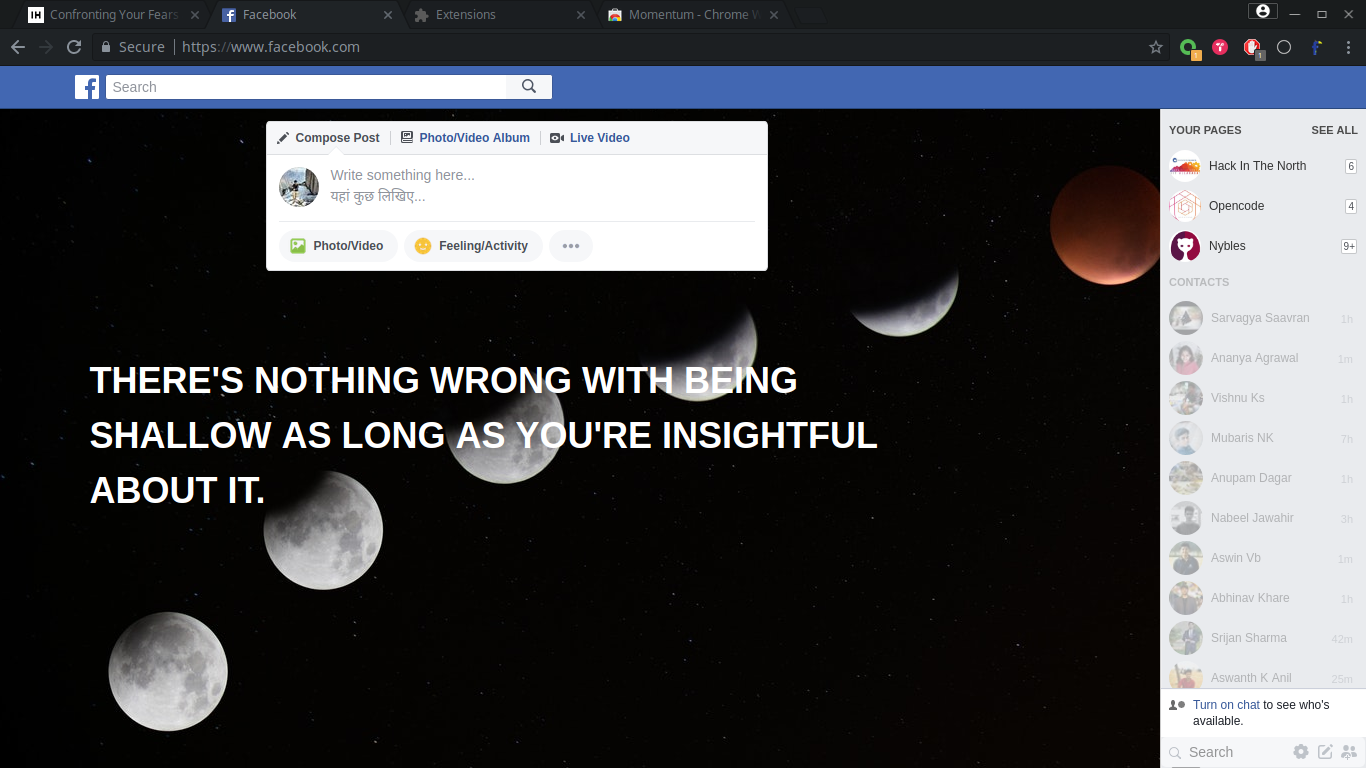 Confronting Your Fears
Facebook
Extensions
Momentum - Chrome W
Secure
https://www.facebook.com
Search
Compose Post
Photo/Video Album
Live Video
Write something here...
यहां कुछ लिखिए...
Photo/Video
Feeling/Activity
THERE'S NOTHING WRONG WITH BEING
SHALLOW AS LONG AS YOU'RE INSIGHTFUL
ABOUT IT.
YOUR PAGES SEE ALL
Hack In The North 6
Opencode 4
Nybles 9+
CONTACTS
Sarvagya Saavran 1h
Ananya Agrawal 1m
Vishnu Ks 1h
Mubaris NK 7h
Anupam Dagar 1h
Nabeel Jawahir 3h
Aswin Vb 1m
Abhinav Khare 1h
Srijan Sharma 42m
Aswanth K Anil 25m
Turn on chat to see who's
available.
Search